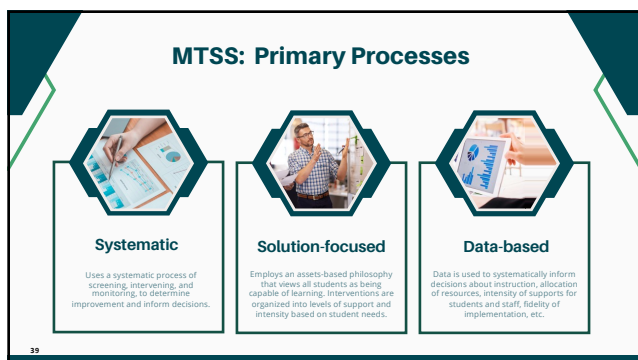 MTSS: Primary Processes
Systematic
Uses a systematic process of
screening, intervening, and
monitoring, to determine
improvement and inform decisions.
Solution-focused
Employs an assets-based philosophy
that views all students as being
capable of learning. Interventions are
organized into levels of support and
intensity based on student needs.
Data-based
Data is used to systematically inform
decisions about instruction, allocation
of resources, intensity of supports for
students and staff, fidelity of
implementation, etc.
39